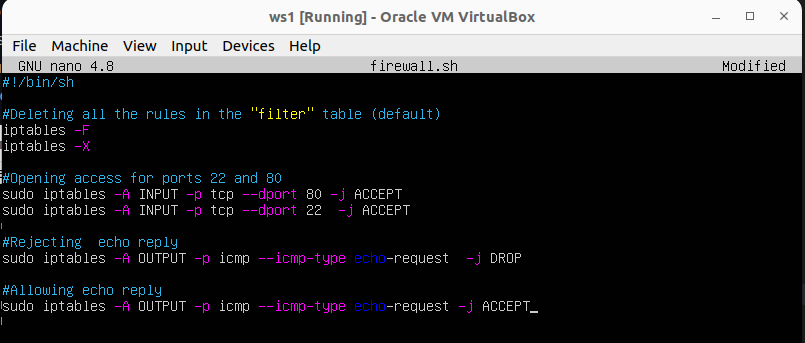 ws1 [Running] - Oracle VM VirtualBox
File Machine View Input Devices Help
GNU nano 4.8 firewall.sh Modified
#!/bin/sh
#Deleting all the rules in the "filter" table (default)
iptables -F
iptables -X
#Opening access for ports 22 and 80
sudo iptables -A INPUT -p tcp --dport 80 -j ACCEPT
sudo iptables -A INPUT -p tcp --dport 22  -j ACCEPT
#Rejecting  echo reply
sudo iptables -A OUTPUT -p icmp --icmp-type echo-request  -j DROP
#Allowing echo reply
sudo iptables -A OUTPUT -p icmp --icmp-type echo-request -j ACCEPT